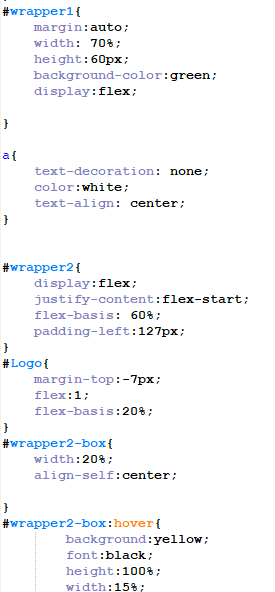 #wrapper1{
margin:auto;
width: 70%;
height:60px;
background-color:green;
display:flex;
}
a{
text-decoration: none;
color:white;
text-align: center;
}
#wrapper2{
display:flex;
justify-content:flex-start;
flex-basis: 60%;
padding-left:127px;
}
#Logo{
margin-top:-7px;
flex:1;
flex-basis:20%;
}
#wrapper2-box{
width:20%;
align-self:center;
}
#wrapper2-box:hover{
background:yellow;
font:black;
height:100%;
width:15%;